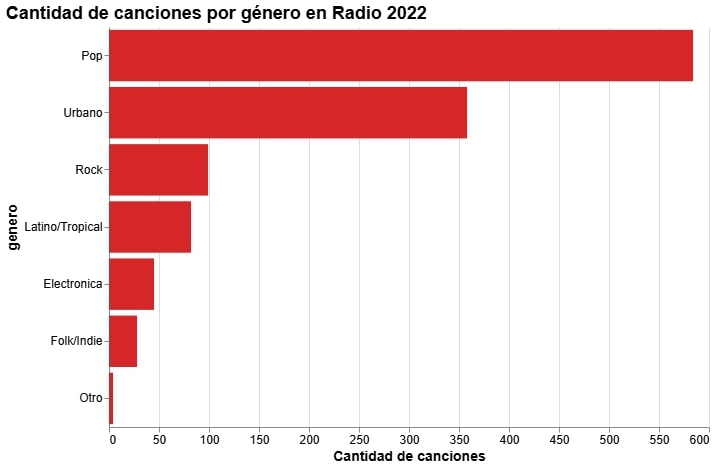 Cantidad de canciones por género en Radio 2022
genero
Pop
Urbano
Rock
Latino/Tropical
Electronica
Folk/Indie
Otro
0 50 100 150 200 250 300 350 400 450 500 550 600
Cantidad de canciones